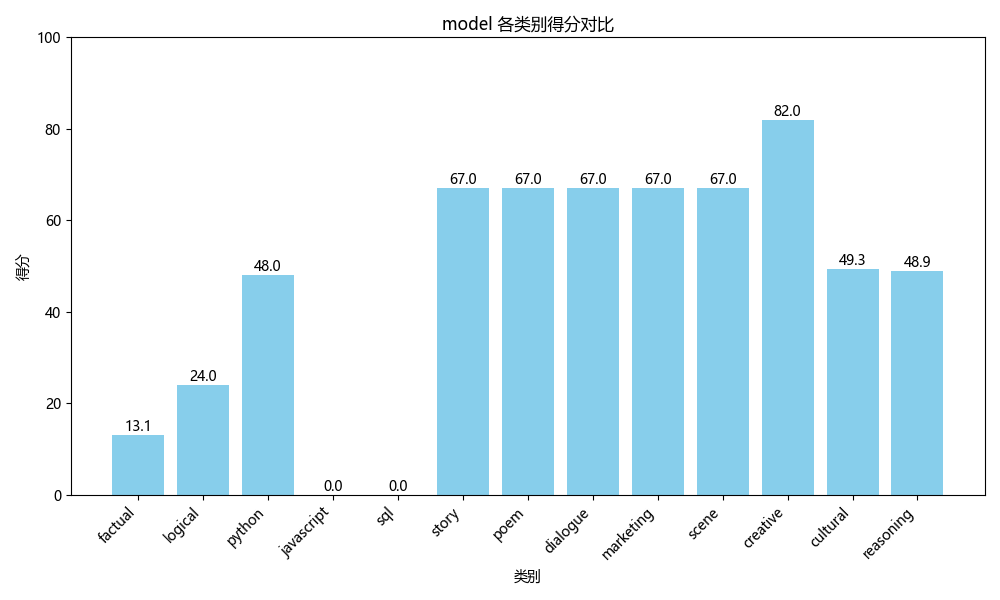 model 各类别得分对比
得分
100
80
60
40
20
0
13.1
24.0
48.0
0.0
0.0
67.0
67.0
67.0
67.0
67.0
82.0
49.3
48.9
factual
logical
python
javascript
sql
story
poem
dialogue
marketing
scene
creative
cultural
reasoning
类别